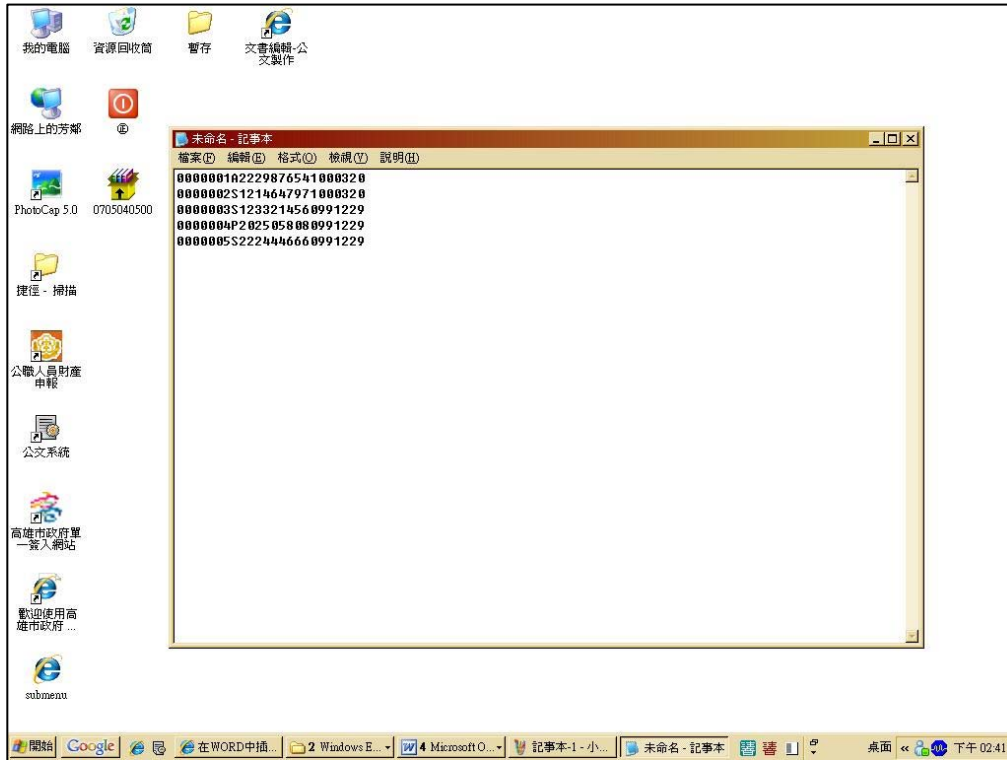 我的電腦
資源回收筒
暫存
文書編輯-公
文製作
網路上的芳鄰
㊣
PhotoCap 5.0
0705040500
捷徑 - 掃描
公職人員財產
申報
公文系統
高雄市政府單
一簽入網站
歡迎使用高
雄市政府 ...
submenu
未命名 - 記事本
檔案(F) 編輯(E) 格式(O) 檢視(V) 說明(H)
0000001A2229876541000320
0000002S1214647971000320
0000003S1233214560991229
0000004P2025058080991229
0000005S2224446660991229
開始 Google 在WORD中插... 2 Windows E... 4 Microsoft O... 記事本-1 - 小... 未命名 - 記事本 桌面 « 下午 02:41